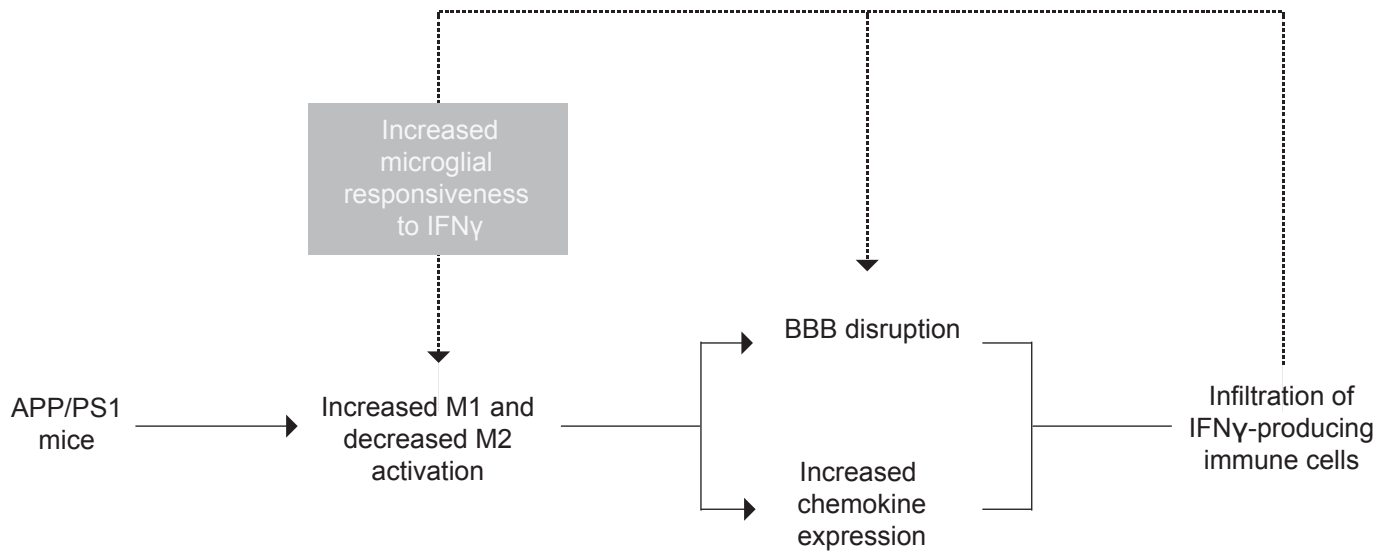 Increased
microglial
responsiveness
to IFNγ
BBB disruption
APP/PS1
mice
Increased M1 and
decreased M2
activation
Infiltration of
IFNγ-producing
immune cells
Increased
chemokine
expression